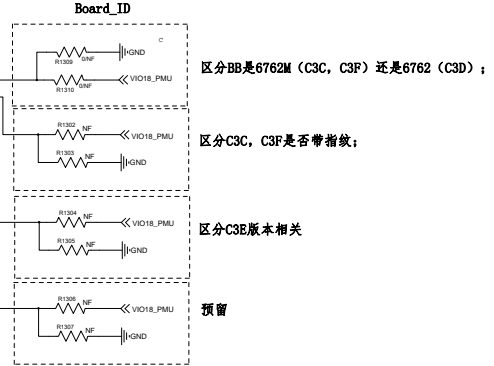 Board_ID
C
R1309 0/NF GND
R1310 0/NF VIO18_PMU
区分BB是6762M（C3C，C3F）还是6762（C3D）;
R1302 NF VIO18_PMU
R1303 NF GND
区分C3C，C3F是否带指纹;
R1304 NF VIO18_PMU
R1305 NF GND
区分C3E版本相关
R1306 NF VIO18_PMU
R1307 NF GND
预留